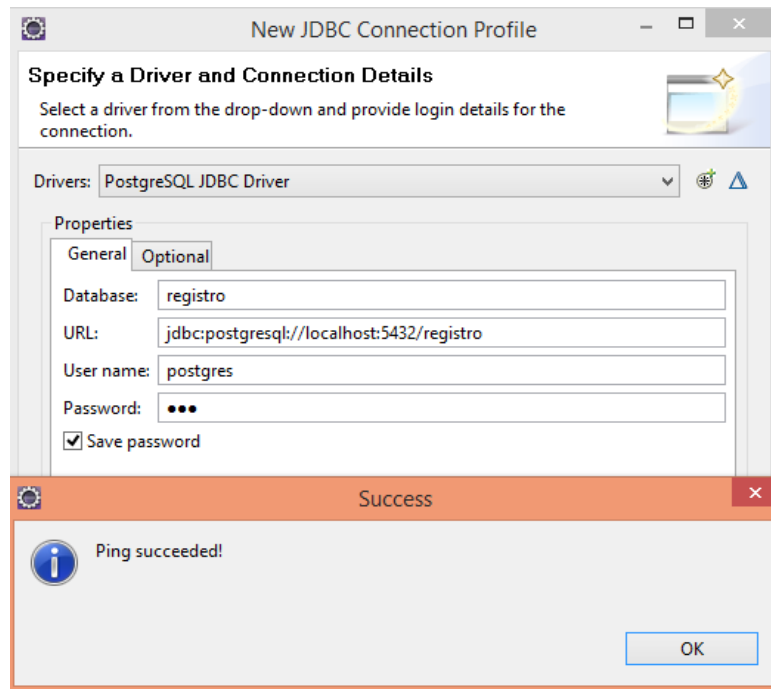 New JDBC Connection Profile
Specify a Driver and Connection Details
Select a driver from the drop-down and provide login details for the
connection.
Drivers: PostgreSQL JDBC Driver
Properties
General Optional
Database: registro
URL: jdbc:postgresql://localhost:5432/registro
User name: postgres
Password: ●●●
Save password
Success
Ping succeeded!
OK